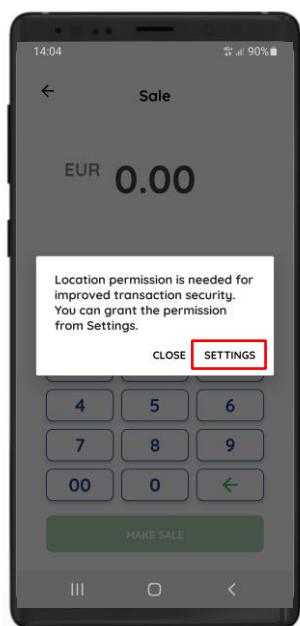 14:04 90%
Sale
EUR 0.00
Location permission is needed for
improved transaction security.
You can grant the permission
from Settings.
CLOSE SETTINGS
4 5 6
7 8 9
00 0
MAKE SALE